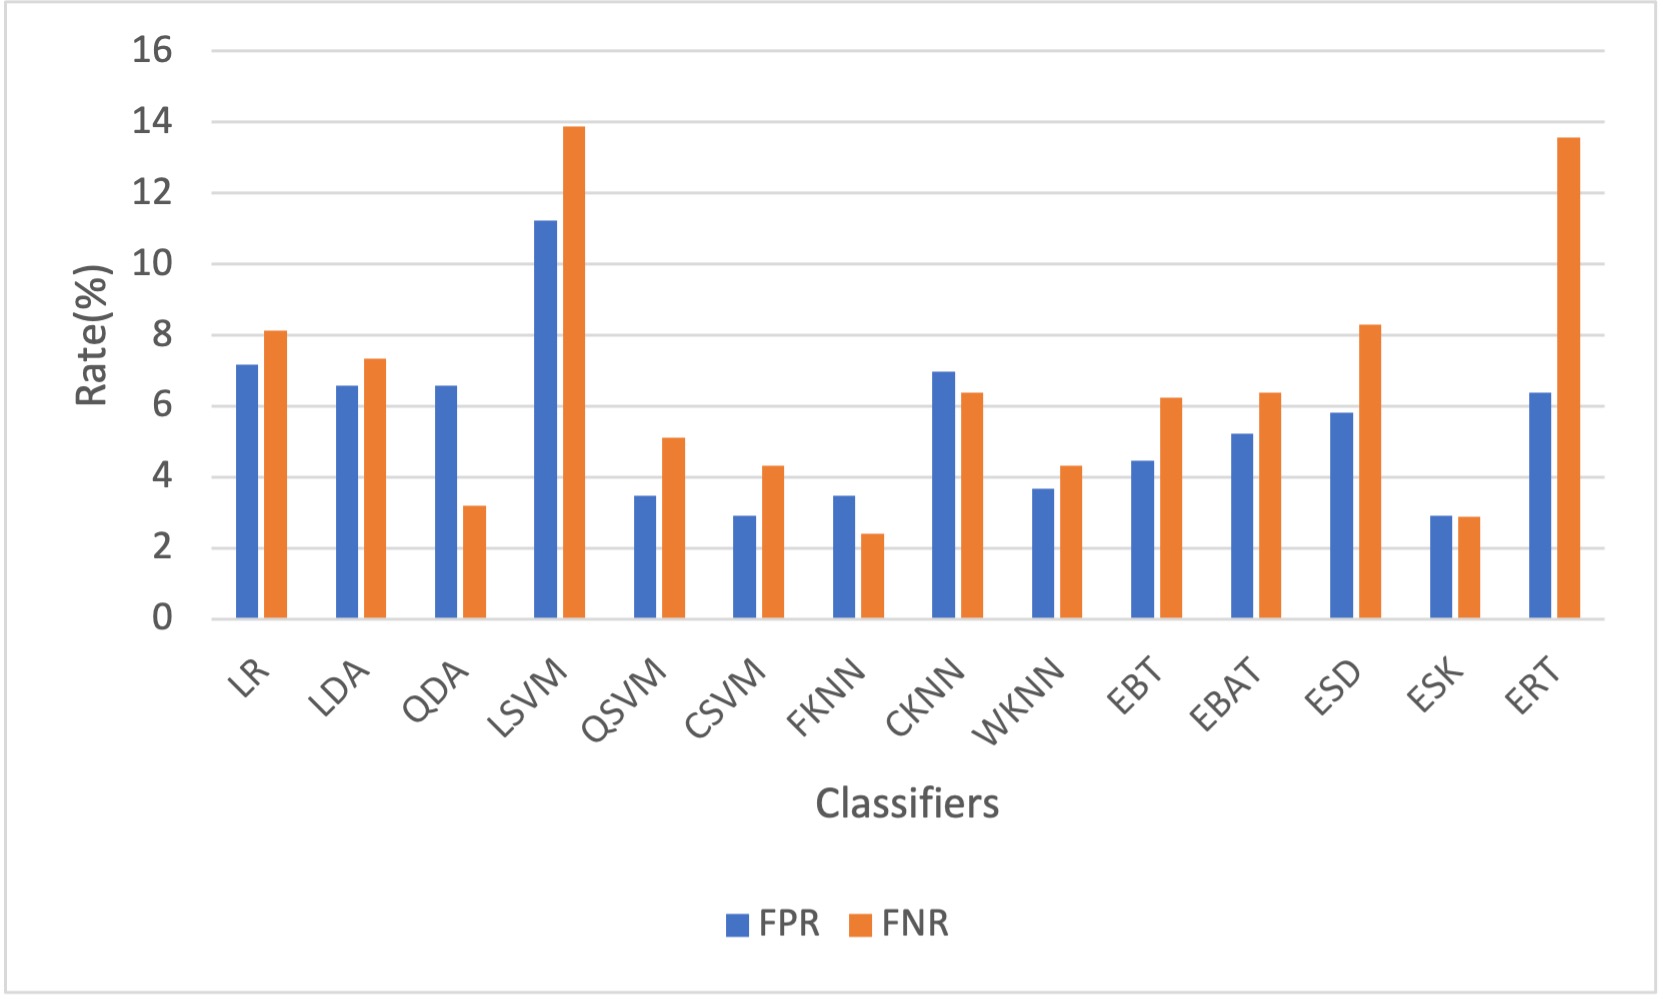 16
14
12
10
8
6
4
2
0
Rate(%)
LR LDA QDA LSVM QSVM CSVM FKNN CKNN WKNN EBT EBAT ESD ESK ERT
Classifiers
FPR FNR